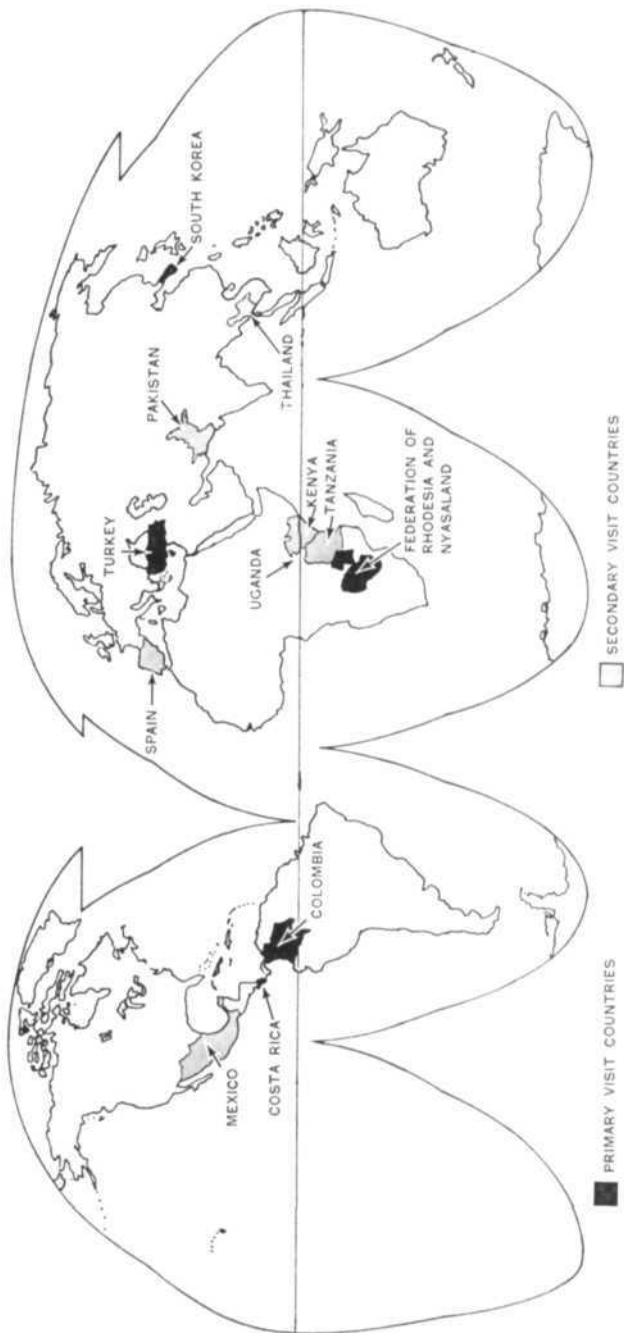 MEXICO
COSTA RICA
COLOMBIA
SPAIN
TURKEY
UGANDA
KENYA
TANZANIA
FEDERATION OF
RHODESIA AND
NYASALAND
PAKISTAN
THAILAND
SOUTH KOREA
PRIMARY VISIT COUNTRIES
SECONDARY VISIT COUNTRIES